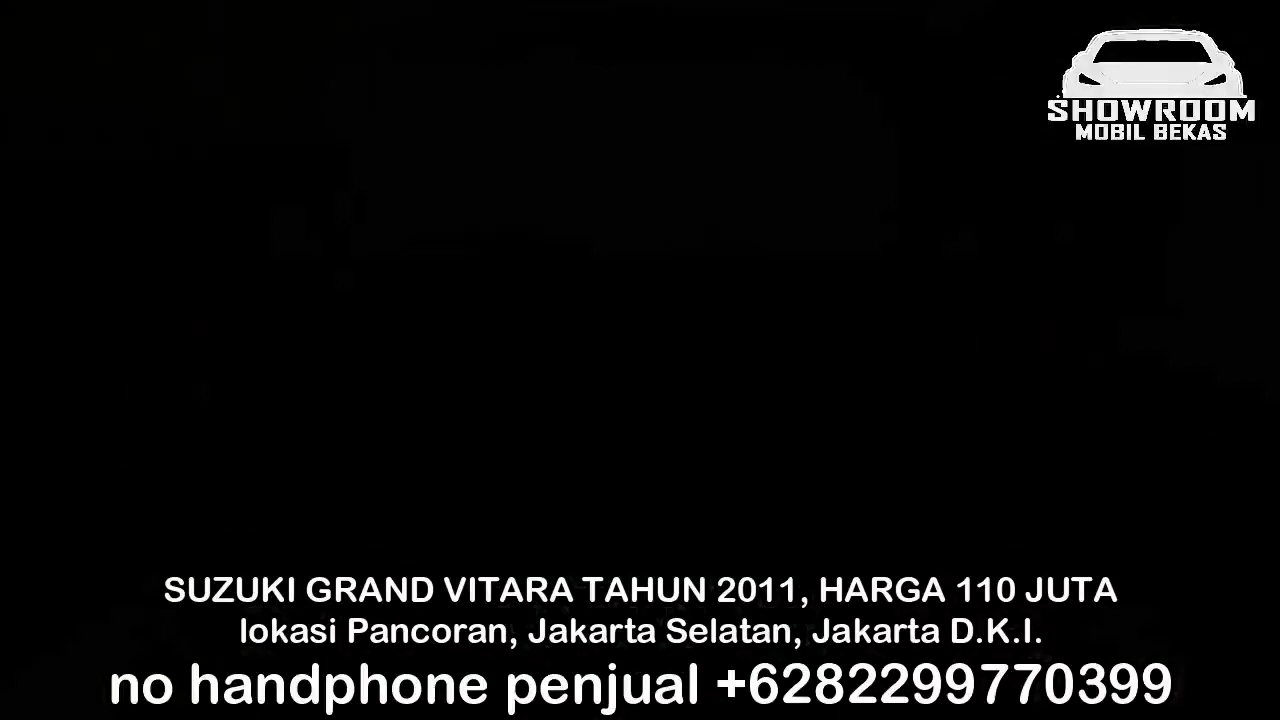 SHOWROOM
MOBIL BEKAS
SUZUKI GRAND VITARA TAHUN 2011, HARGA 110 JUTA
lokasi Pancoran, Jakarta Selatan, Jakarta D.K.I.
no handphone penjual +6282299770399